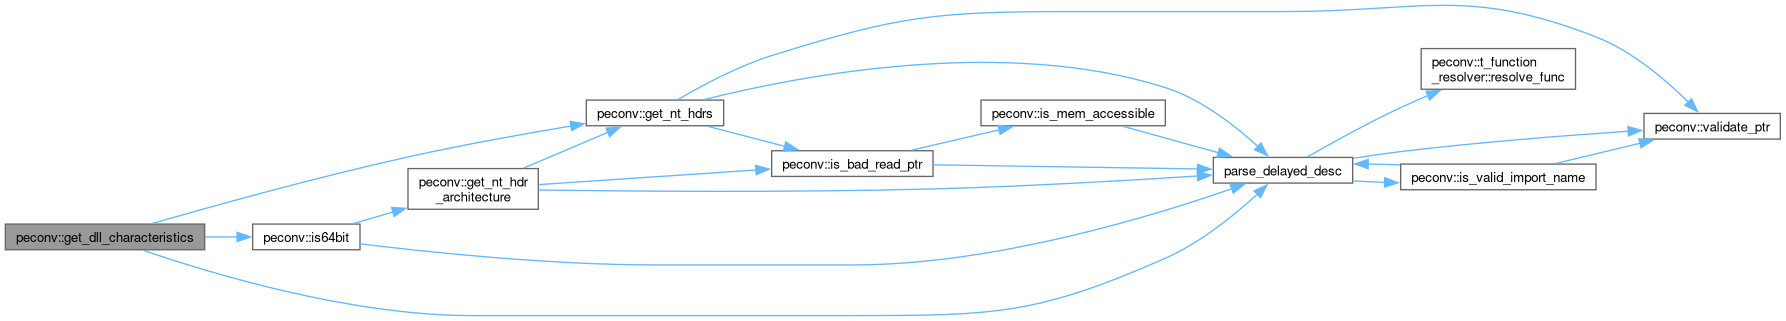 peconv::get_dll_characteristics
peconv::is64bit
peconv::get_nt_hdr
_architecture
peconv::get_nt_hdrs
peconv::is_bad_read_ptr
peconv::is_mem_accessible
parse_delayed_desc
peconv::t_function
_resolver::resolve_func
peconv::is_valid_import_name
peconv::validate_ptr